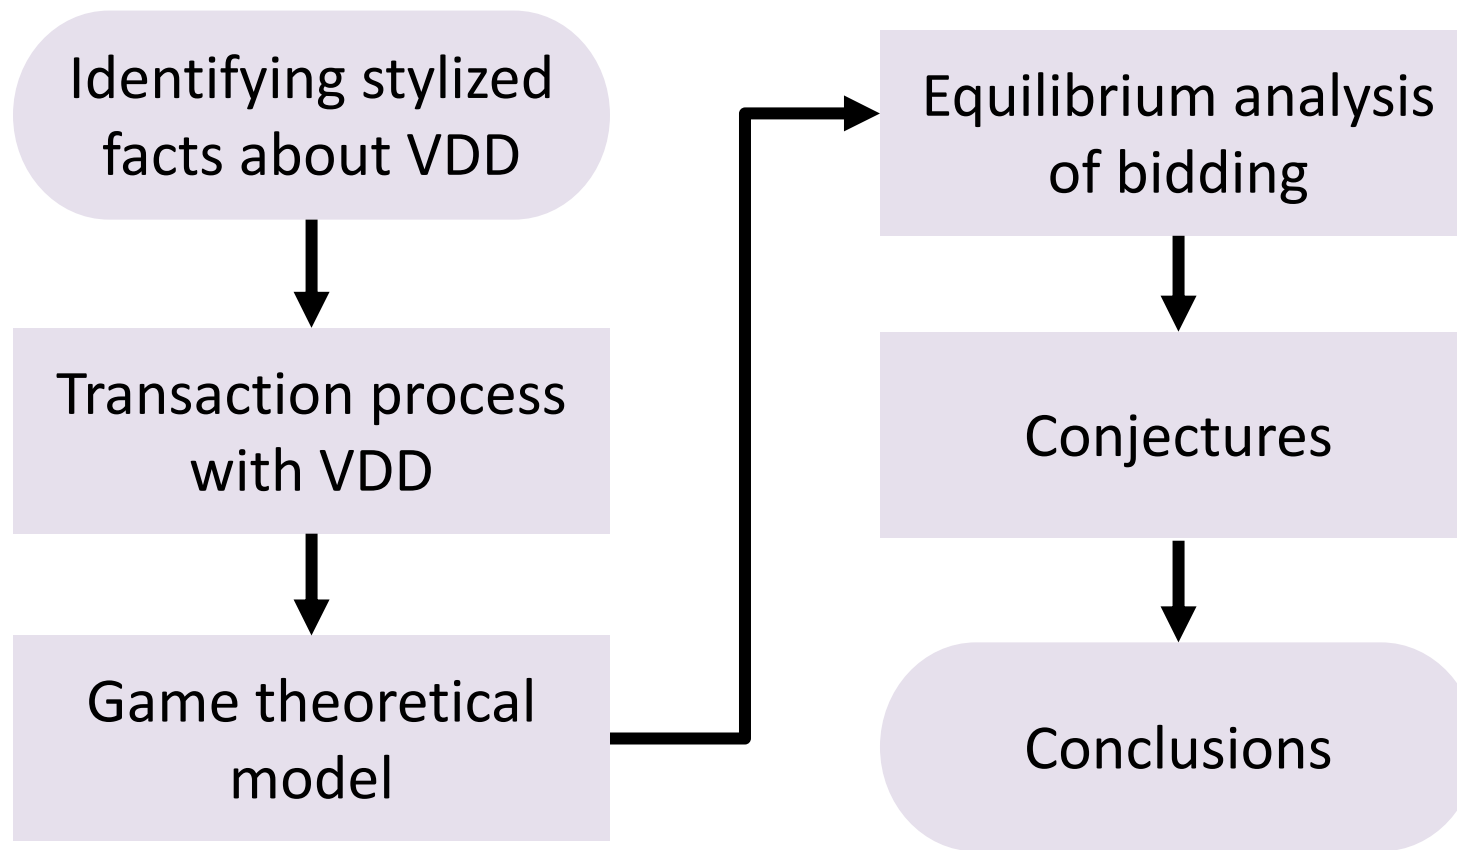 Identifying stylized
facts about VDD
Transaction process
with VDD
Game theoretical
model
Equilibrium analysis
of bidding
Conjectures
Conclusions